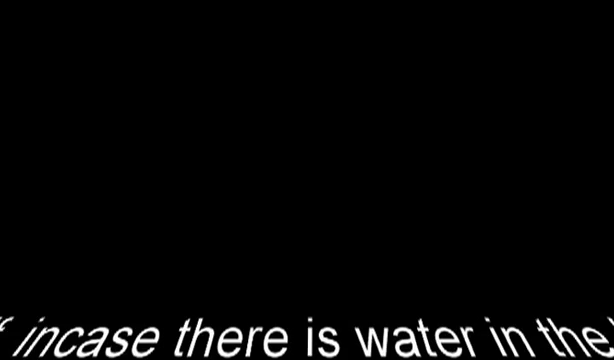 incase there is water in the